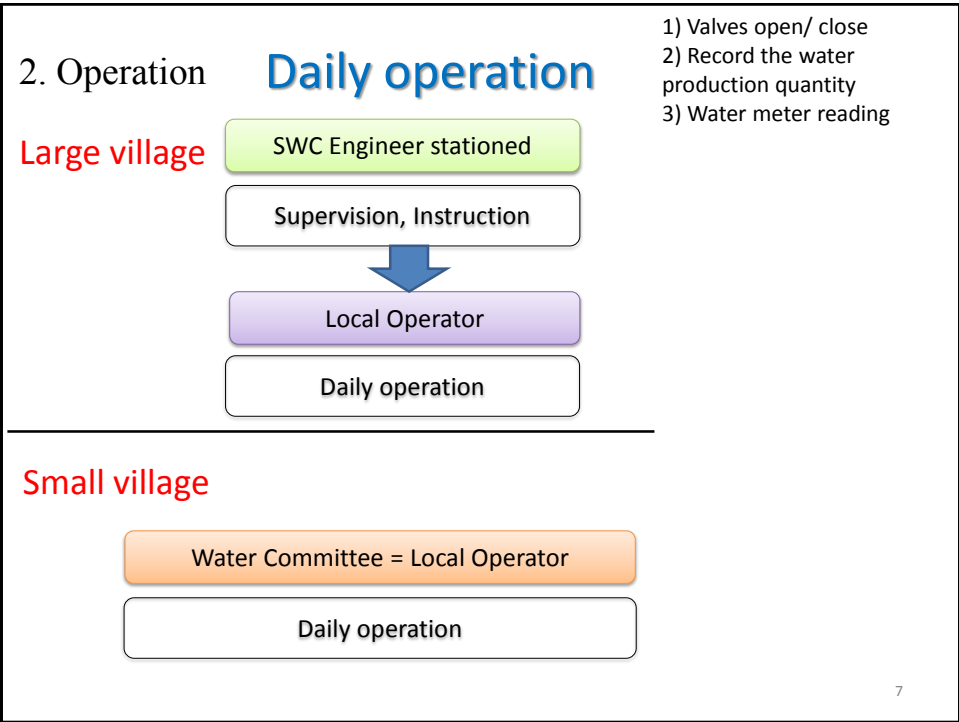 2. Operation
Daily operation
1) Valves open/ close
2) Record the water
production quantity
3) Water meter reading
Large village
SWC Engineer stationed
Supervision, Instruction
Local Operator
Daily operation
Small village
Water Committee = Local Operator
Daily operation
7